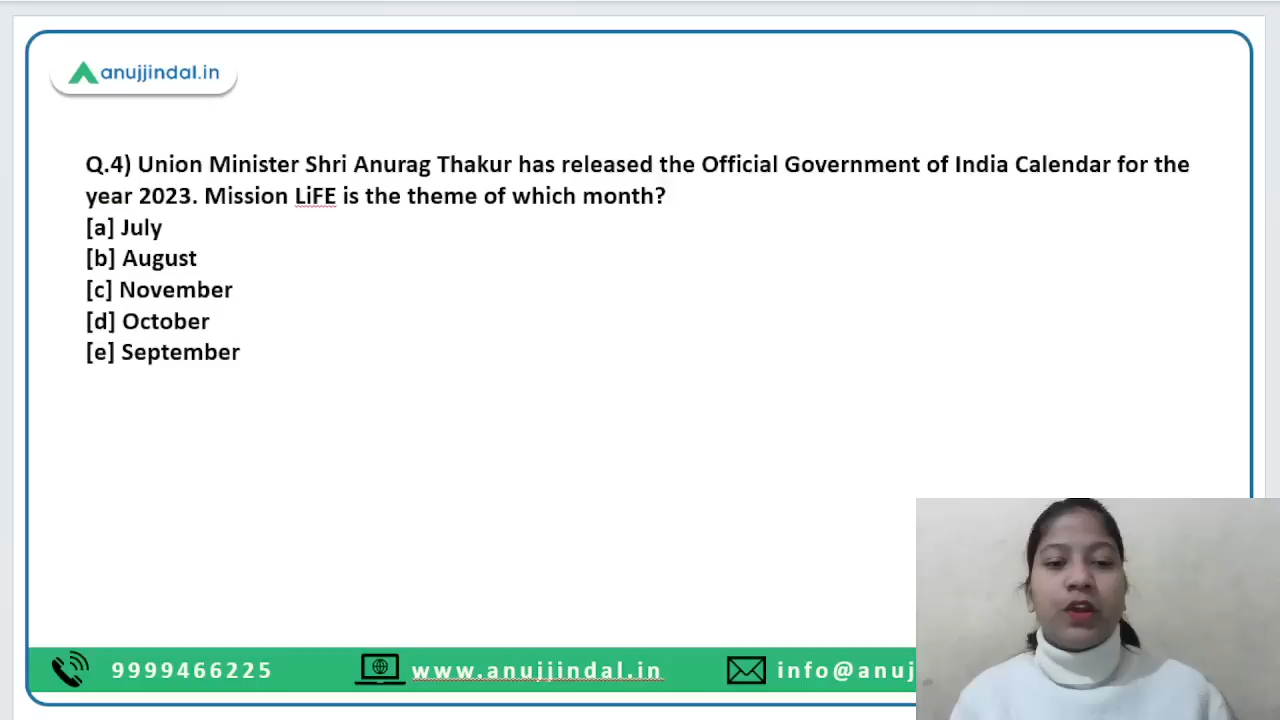 anujjindal.in
Q.4) Union Minister Shri Anurag Thakur has released the Official Government of India Calendar for the
year 2023. Mission LiFE is the theme of which month?
[a] July
[b] August
[c] November
[d] October
[e] September
9999466225
www.anujjindal.in
info@anuj